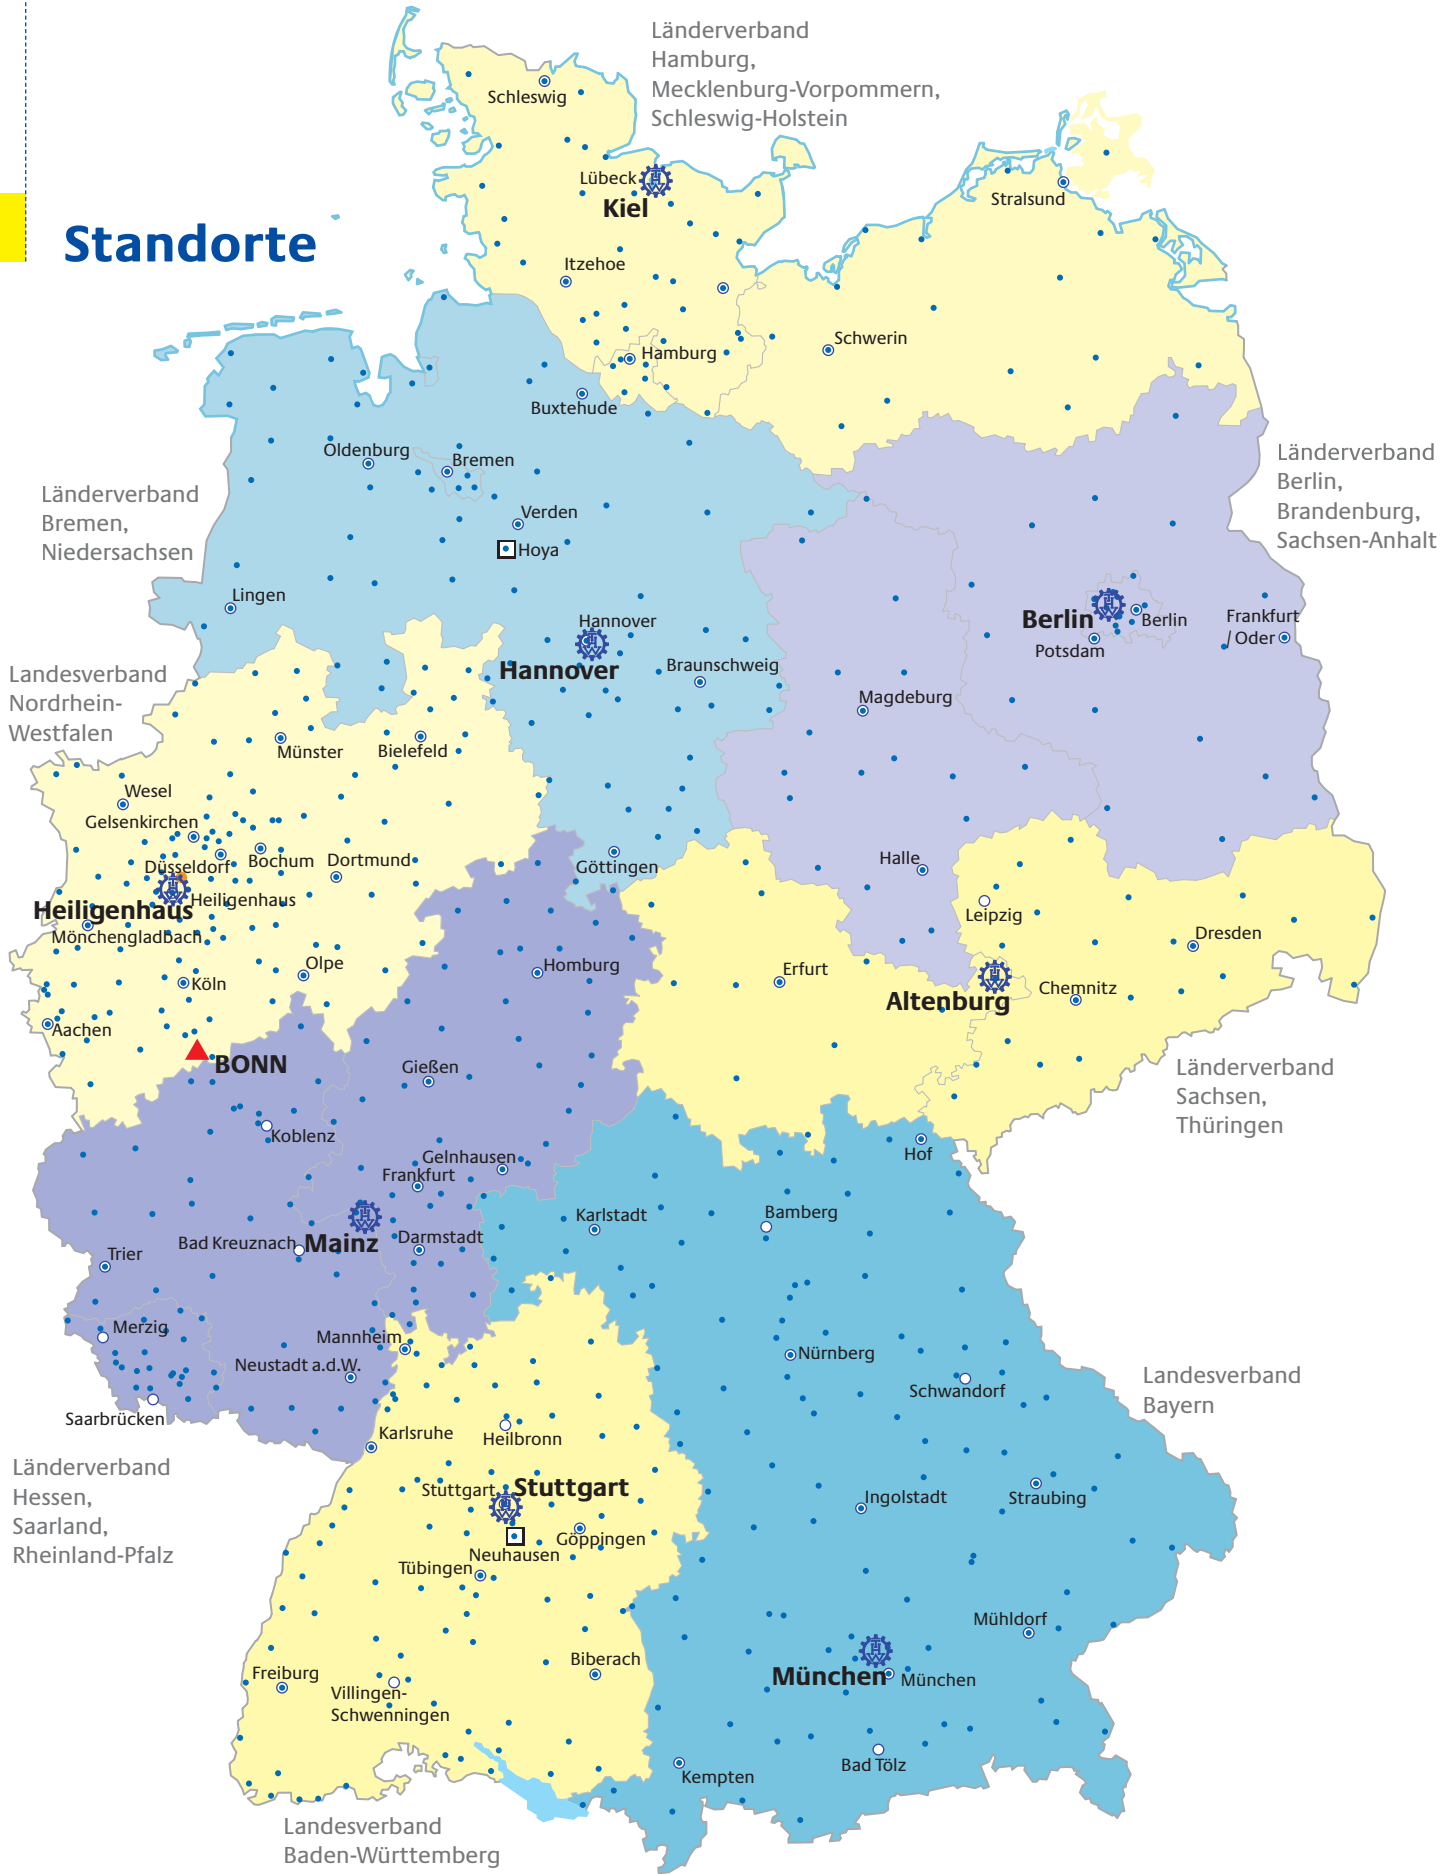 Länderverband
Hamburg,
Mecklenburg-Vorpommern,
Schleswig-Holstein
Schleswig
Lübeck
Kiel
Stralsund
Standorte
Itzehoe
Schwerin
Hamburg
Buxtehude
Oldenburg
Bremen
Länderverband
Berlin,
Brandenburg,
Sachsen-Anhalt
Länderverband
Bremen,
Niedersachsen
Verden
Hoya
Lingen
Hannover
Hannover
Braunschweig
Berlin
Berlin
Potsdam
Frankfurt
/ Oder
Landesverband
Nordrhein-
Westfalen
Magdeburg
Münster
Bielefeld
Wesel
Gelsenkirchen
Düsseldorf
Bochum
Dortmund
Göttingen
Halle
Heiligenhaus
Heiligenhaus
Mönchengladbach
Leipzig
Dresden
Köln
Olpe
Homburg
Erfurt
Altenburg
Chemnitz
Aachen
BONN
Gießen
Länderverband
Sachsen,
Thüringen
Koblenz
Gelnhausen
Frankfurt
Hof
Karlstadt
Bamberg
Bad Kreuznach
Mainz
Darmstadt
Trier
Merzig
Mannheim
Neustadt a.d.W.
Nürnberg
Schwandorf
Landesverband
Bayern
Saarbrücken
Karlsruhe
Heilbronn
Länderverband
Hessen,
Saarland,
Rheinland-Pfalz
Stuttgart
Stuttgart
Ingolstadt
Straubing
Göppingen
Neuhausen
Tübingen
Mühldorf
Biberach
Freiburg
Villingen-
Schwenningen
München
München
Bad Tölz
Kempten
Landesverband
Baden-Württemberg